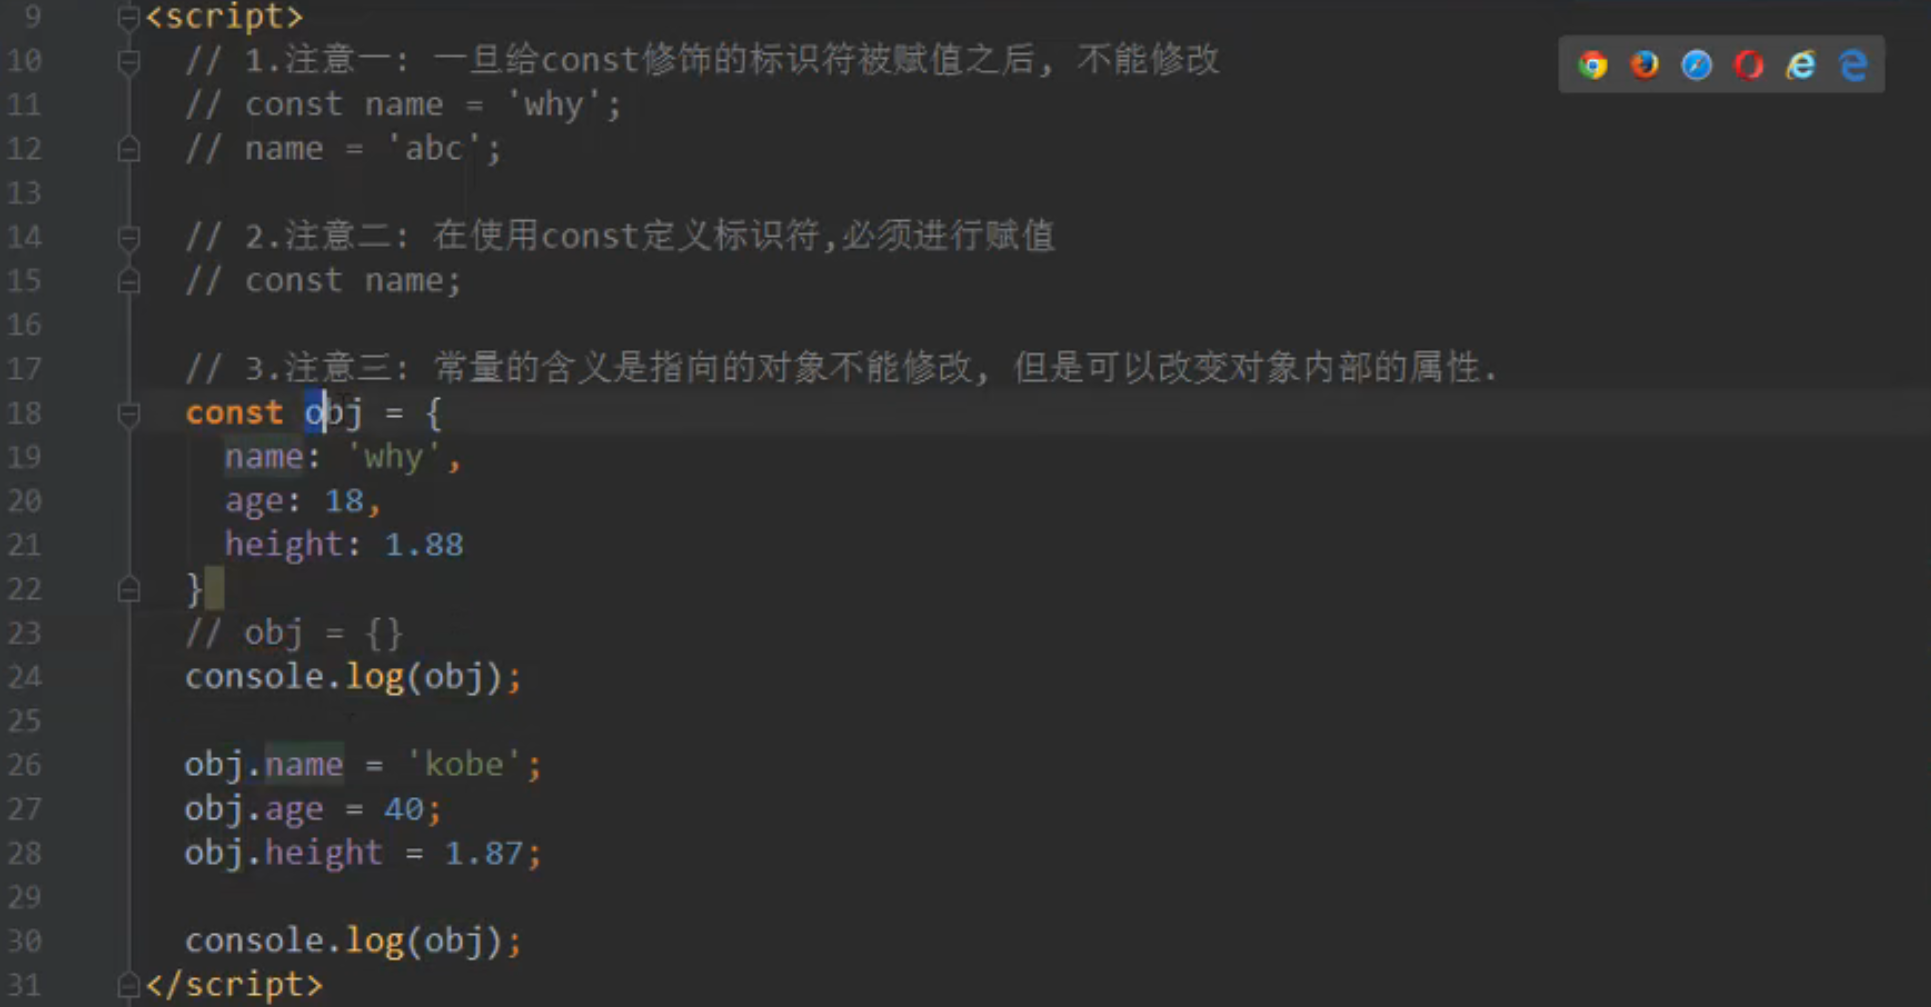 9 <script>
10 // 1.注意一: 一旦给const修饰的标识符被赋值之后, 不能修改
11 // const name = 'why';
12 // name = 'abc';
13
14 // 2.注意二: 在使用const定义标识符,必须进行赋值
15 // const name;
16
17 // 3.注意三: 常量的含义是指向的对象不能修改, 但是可以改变对象内部的属性.
18 const obj = {
19 name: 'why',
20 age: 18,
21 height: 1.88
22 }
23 // obj = {}
24 console.log(obj);
25
26 obj.name = 'kobe';
27 obj.age = 40;
28 obj.height = 1.87;
29
30 console.log(obj);
31 </script>